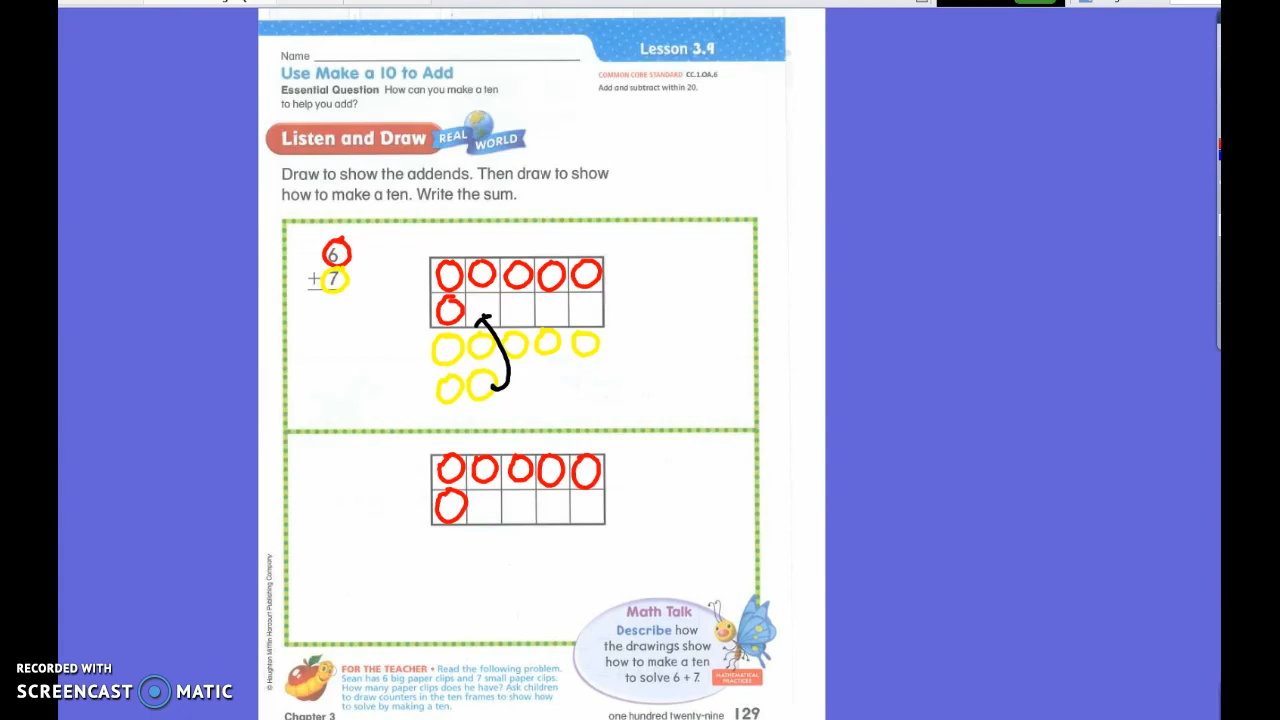 Lesson 3.9
Name
Use Make a 10 to Add
COMMON CORE STANDARD CC.1.OA.6
Essential Question How can you make a ten
Add and subtract within 20.
to help you add?
Listen and Draw
REAL WORLD
Draw to show the addends. Then draw to show
how to make a ten. Write the sum.
6
+ 7
Math Talk
Describe how
the drawings show
how to make a ten
to solve 6 + 7.
MATHEMATICAL
PRACTICES
© Houghton Mifflin Harcourt Publishing Company
FOR THE TEACHER • Read the following problem.
Sean has 6 big paper clips and 7 small paper clips.
How many paper clips does he have? Ask children
to draw counters in the ten frames to show how
to solve by making a ten.
Chapter 3
one hundred twenty-nine 129
RECORDED WITH
SCREENCAST MATIC